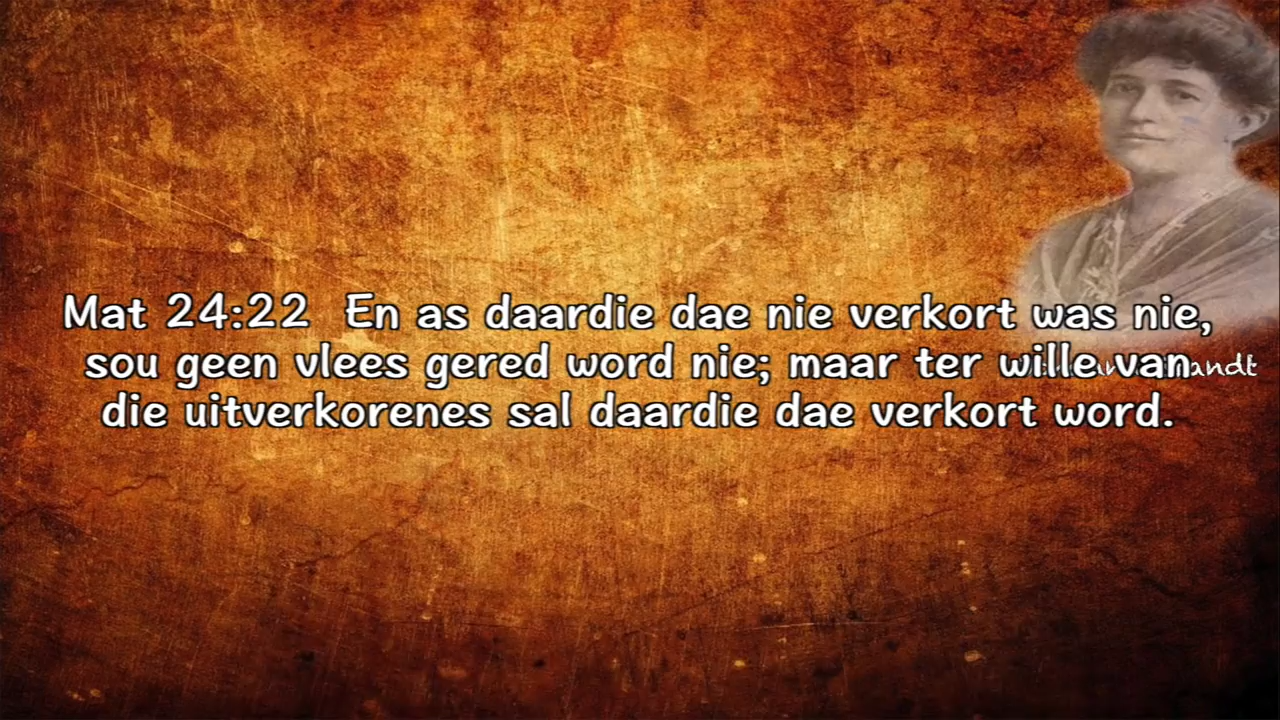 Mat 24:22 En as daardie dae nie verkort was nie,
sou geen vlees gered word nie; maar ter wille van
die uitverkorenes sal daardie dae verkort word.